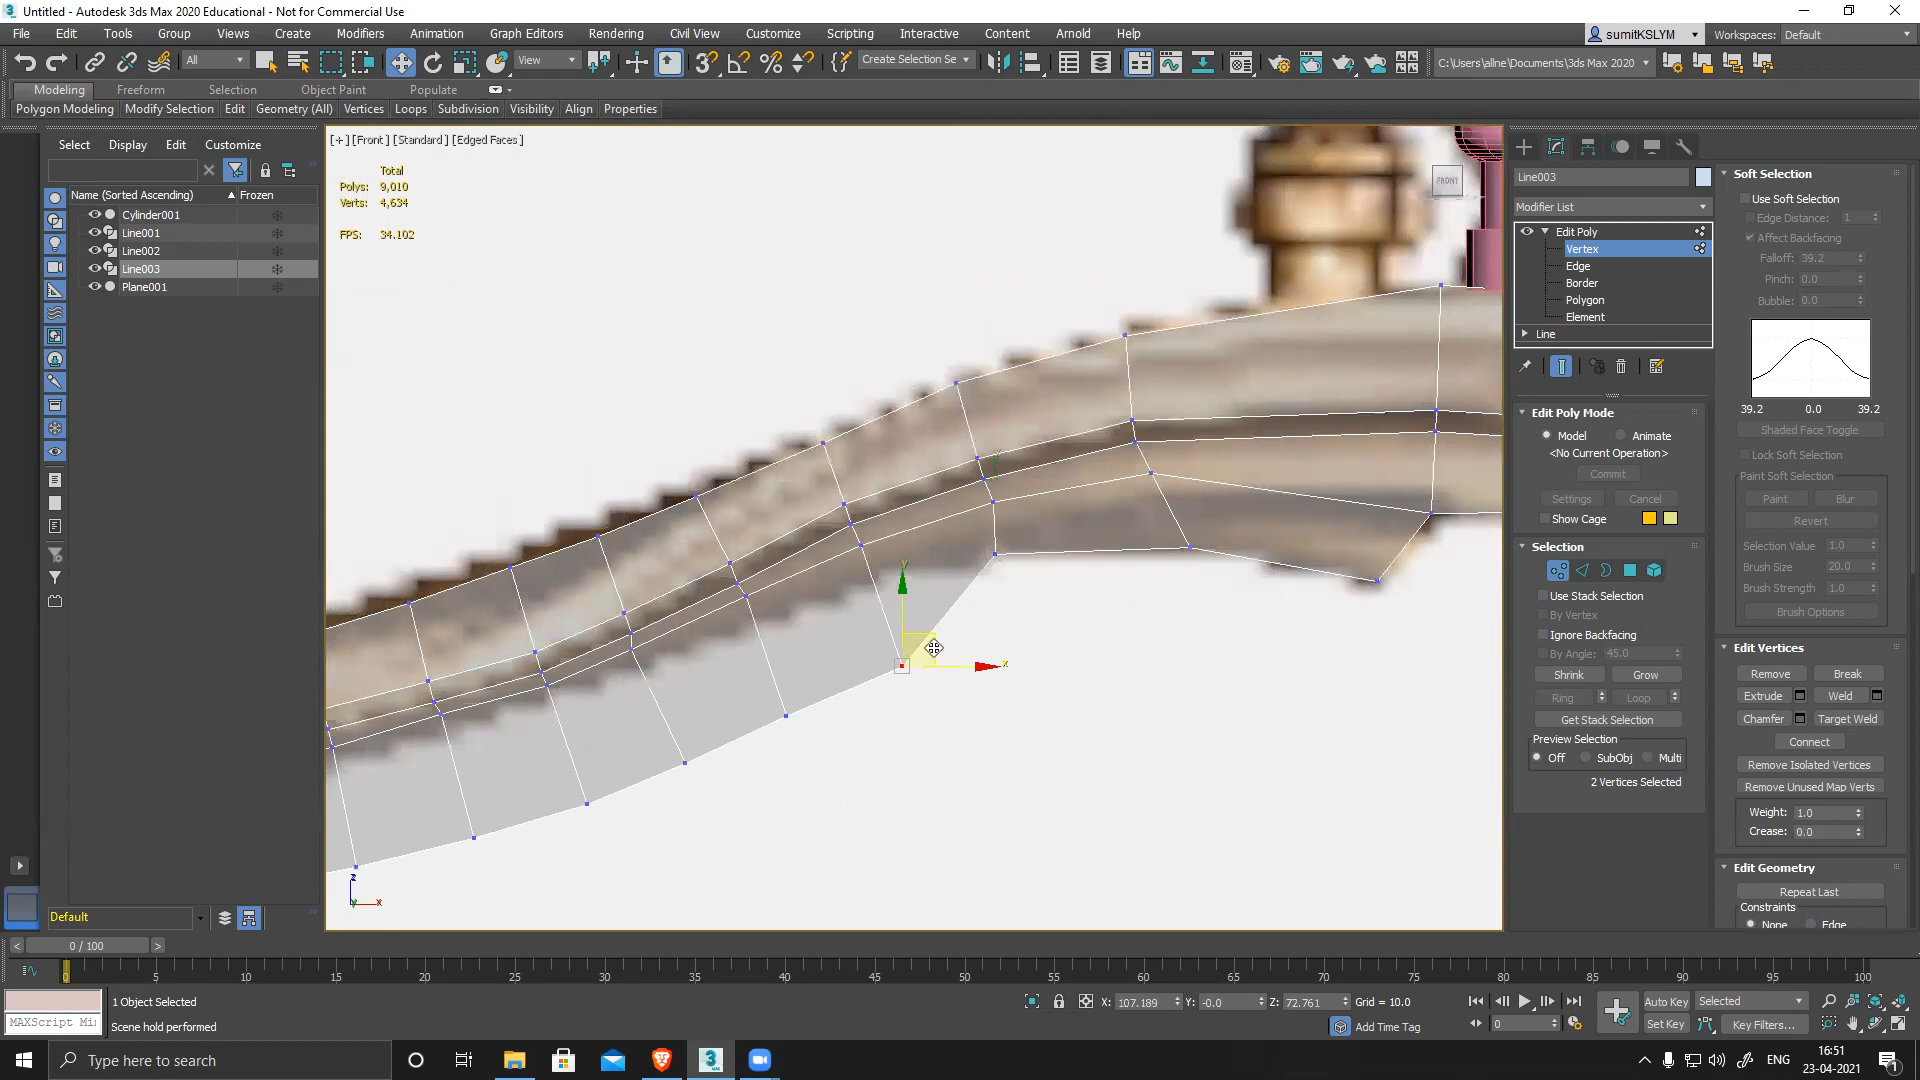 Untitled - Autodesk 3ds Max 2020 Educational - Not for Commercial Use
File Edit Tools Group Views Create Modifiers Animation Graph Editors Rendering Civil View Customize Scripting Interactive Content Arnold Help
sumitKSLYM Workspaces: Default
All View Create Selection Se C:\Users\allne\Documents\3ds Max 2020
Modeling Freeform Selection Object Paint Populate
Polygon Modeling Modify Selection Edit Geometry (All) Vertices Loops Subdivision Visibility Align Properties
Select Display Edit Customize
Name (Sorted Ascending) Frozen
Cylinder001
Line001
Line002
Line003
Plane001
Default
[+] [Front] [Standard] [Edged Faces]
Total
Polys: 9,010
Verts: 4,634
FPS: 34.102
FRONT
y
x
z
x
Line003
Modifier List
Edit Poly
Vertex
Edge
Border
Polygon
Element
Line
Edit Poly Mode
Model Animate
<No Current Operation>
Commit
Settings Cancel
Show Cage
Selection
Use Stack Selection
By Vertex
Ignore Backfacing
By Angle: 45.0
Shrink Grow
Ring Loop
Get Stack Selection
Preview Selection
Off SubObj Multi
2 Vertices Selected
Soft Selection
Use Soft Selection
Edge Distance: 1
Affect Backfacing
Falloff: 39.2
Pinch: 0.0
Bubble: 0.0
39.2 0.0 39.2
Shaded Face Toggle
Lock Soft Selection
Paint Soft Selection
Paint Blur
Revert
Selection Value 1.0
Brush Size 20.0
Brush Strength 1.0
Brush Options
Edit Vertices
Remove Break
Extrude Weld
Chamfer Target Weld
Connect
Remove Isolated Vertices
Remove Unused Map Verts
Weight: 1.0
Crease: 0.0
Edit Geometry
Repeat Last
Constraints
None Edge
< 0 / 100 >
0 5 10 15 20 25 30 35 40 45 50 55 60 65 70 75 80 85 90 95 100
1 Object Selected
X: 107.189 Y: -0.0 Z: 72.761 Grid = 10.0
Auto Key Selected
MAXScript Mi
Scene hold performed
Add Time Tag
0
Set Key Key Filters...
Type here to search
ENG
16:51
23-04-2021
1